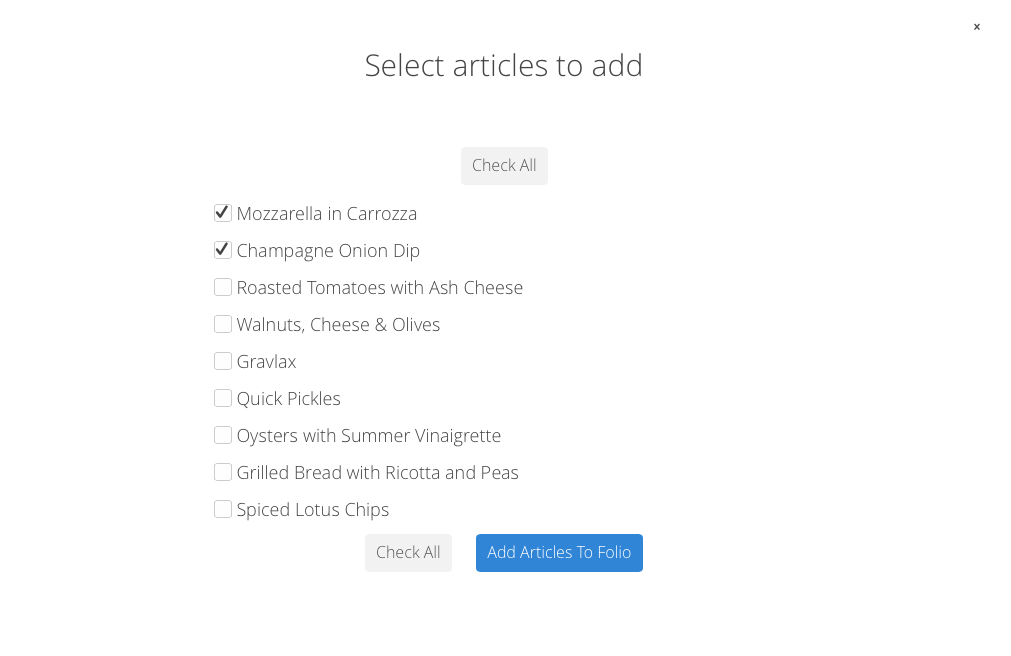 x
Select articles to add
Check All
Mozzarella in Carrozza
Champagne Onion Dip
Roasted Tomatoes with Ash Cheese
Walnuts, Cheese & Olives
Gravlax
Quick Pickles
Oysters with Summer Vinaigrette
Grilled Bread with Ricotta and Peas
Spiced Lotus Chips
Check All Add Articles To Folio